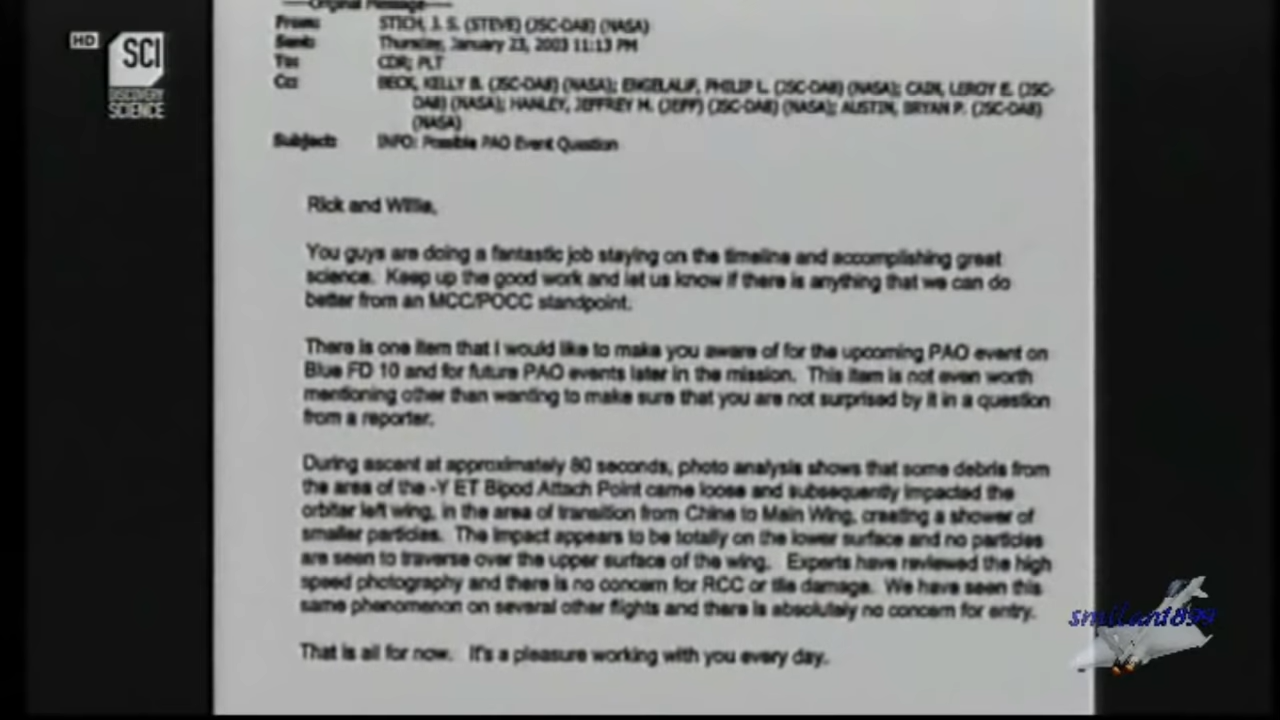 -----Original Message-----
From: STICH, J. S. (STEVE) (JSC-DA8) (NASA)
Sent: Thursday, January 23, 2003 11:13 PM
To: CDR; PLT
Cc: BECK, KELLY B. (JSC-DA8) (NASA); ENGELAUF, PHILIP L. (JSC-DA8) (NASA); CAIN, LEROY E. (JSC-
DA8) (NASA); HANLEY, JEFFREY M. (JEFF) (JSC-DA8) (NASA); AUSTIN, BRYAN P. (JSC-DA8)
(NASA)
Subject: INFO: Possible PAO Event Question
HD
SCI
DISCOVERY
SCIENCE
Rick and Willie,
You guys are doing a fantastic job staying on the timeline and accomplishing great
science. Keep up the good work and let us know if there is anything that we can do
better from an MCC/POCC standpoint.
There is one item that I would like to make you aware of for the upcoming PAO event on
Blue FD 10 and for future PAO events later in the mission. This item is not even worth
mentioning other than wanting to make sure that you are not surprised by it in a question
from a reporter.
During ascent at approximately 80 seconds, photo analysis shows that some debris from
the area of the -Y ET Bipod Attach Point came loose and subsequently impacted the
orbiter left wing, in the area of transition from Chine to Main Wing, creating a shower of
smaller particles. The impact appears to be totally on the lower surface and no particles
are seen to traverse over the upper surface of the wing. Experts have reviewed the high
speed photography and there is no concern for RCC or tile damage. We have seen this
same phenomenon on several other flights and there is absolutely no concern for entry.
That is all for now. It's a pleasure working with you every day.
smilan1899